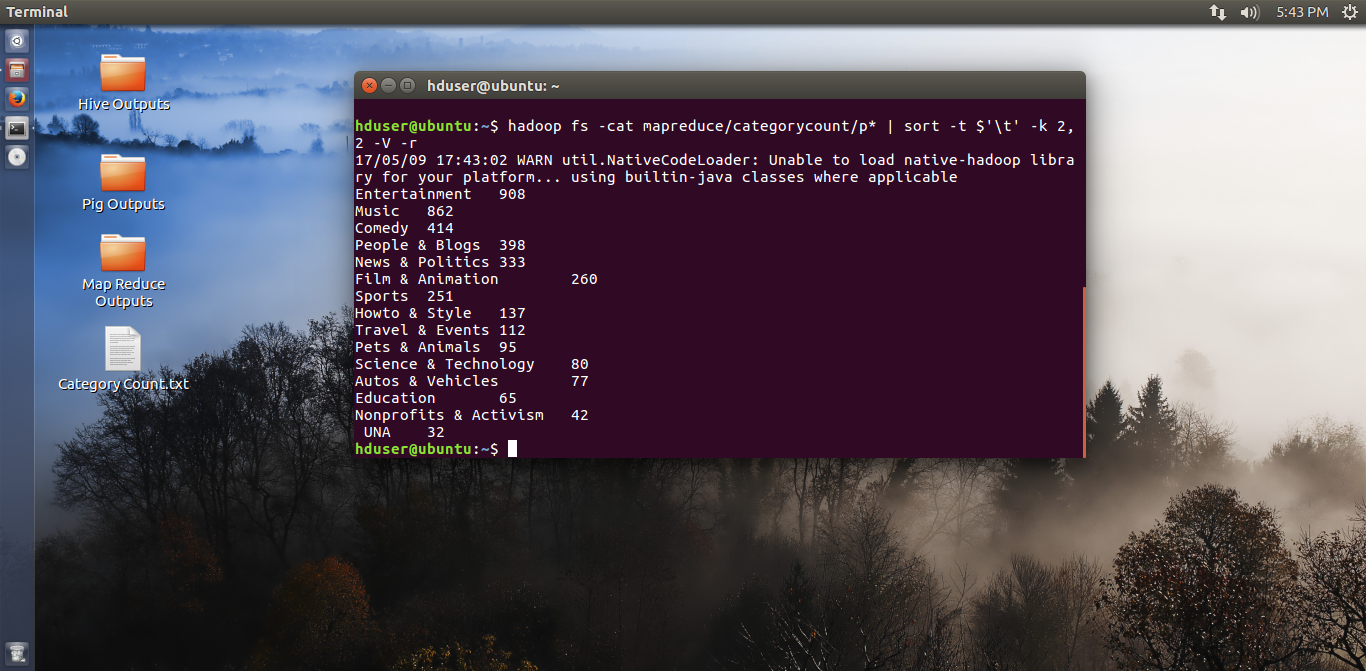 Terminal
5:43 PM
Hive Outputs
Pig Outputs
Map Reduce
Outputs
Category Count.txt
hduser@ubuntu: ~
hduser@ubuntu:~$ hadoop fs -cat mapreduce/categorycount/p* | sort -t $'\t' -k 2,
2 -V -r
17/05/09 17:43:02 WARN util.NativeCodeLoader: Unable to load native-hadoop libra
ry for your platform... using builtin-java classes where applicable
Entertainment 908
Music 862
Comedy 414
People & Blogs 398
News & Politics 333
Film & Animation 260
Sports 251
Howto & Style 137
Travel & Events 112
Pets & Animals 95
Science & Technology 80
Autos & Vehicles 77
Education 65
Nonprofits & Activism 42
UNA 32
hduser@ubuntu:~$